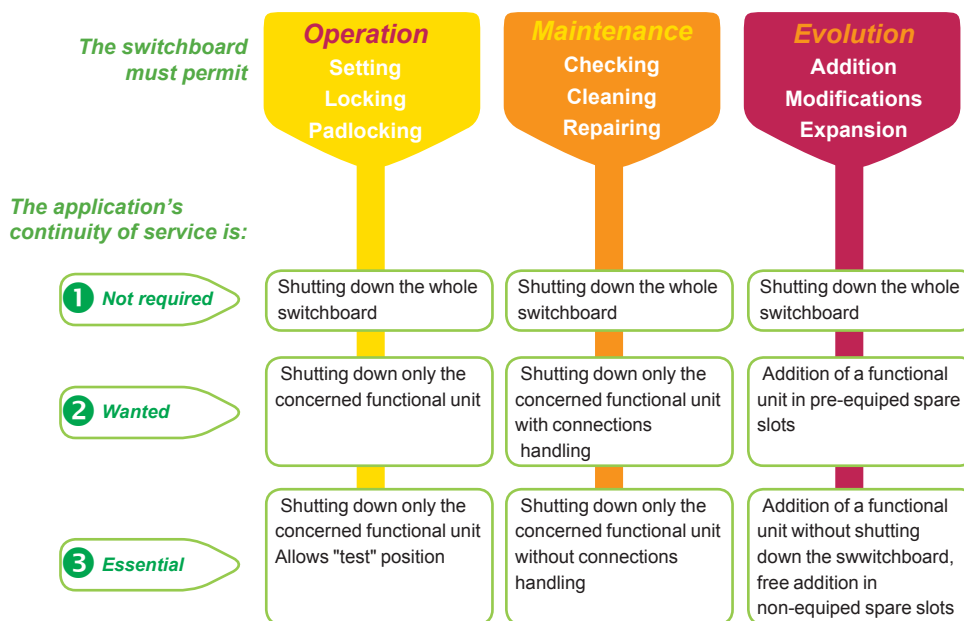 The switchboard
must permit
Operation
Setting
Locking
Padlocking
Maintenance
Checking
Cleaning
Repairing
Evolution
Addition
Modifications
Expansion
The application's
continuity of service is:
1 Not required
Shutting down the whole
switchboard
Shutting down the whole
switchboard
Shutting down the whole
switchboard
2 Wanted
Shutting down only the
concerned functional unit
Shutting down only the
concerned functional unit
with connections
handling
Addition of a functional
unit in pre-equiped spare
slots
3 Essential
Shutting down only the
concerned functional unit
Allows "test" position
Shutting down only the
concerned functional unit
without connections
handling
Addition of a functional
unit without shutting
down the swwitchboard,
free addition in
non-equiped spare slots